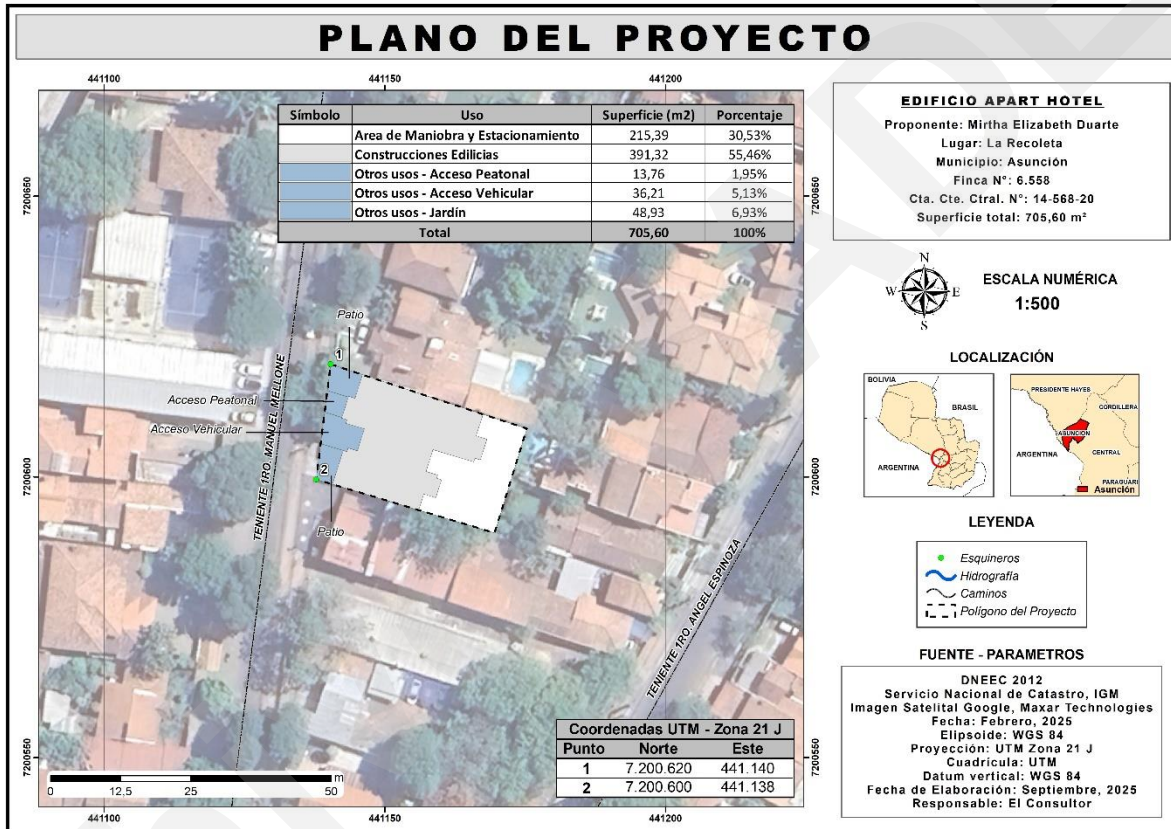 PLANO DEL PROYECTO
441100 441150 441200
Símbolo Uso Superficie (m2) Porcentaje
Area de Maniobra y Estacionamiento 215,39 30,53%
Construcciones Edilicias 391,32 55,46%
Otros usos - Acceso Peatonal 13,76 1,95%
Otros usos - Acceso Vehicular 36,21 5,13%
Otros usos - Jardín 48,93 6,93%
Total 705,60 100%
7200650
7200650
Patio
1
Acceso Peatonal
Acceso Vehicular
TENIENTE 1RO. MANUEL MELLONE
2
Patio
7200600
7200600
TENIENTE 1RO. ANGEL ESPINOZA
7200550
7200550
Coordenadas UTM - Zona 21 J
Punto Norte Este
1 7.200.620 441.140
2 7.200.600 441.138
m
0 12,5 25 50
441100 441150 441200
EDIFICIO APART HOTEL
Proponente: Mirtha Elizabeth Duarte
Lugar: La Recoleta
Municipio: Asunción
Finca N°: 6.558
Cta. Cte. Ctral. N°: 14-568-20
Superficie total: 705,60 m²
N
W E
S
ESCALA NUMÉRICA
1:500
LOCALIZACIÓN
BOLIVIA
BRASIL
ARGENTINA
PRESIDENTE HAYES
CORDILLERA
ASUNCION
ARGENTINA
CENTRAL
PARAGUARI
Asunción
LEYENDA
Esquineros
Hidrografía
Caminos
Polígono del Proyecto
FUENTE - PARAMETROS
DNEEC 2012
Servicio Nacional de Catastro, IGM
Imagen Satelital Google, Maxar Technologies
Fecha: Febrero, 2025
Elipsoide: WGS 84
Proyección: UTM Zona 21 J
Cuadrícula: UTM
Datum vertical: WGS 84
Fecha de Elaboración: Septiembre, 2025
Responsable: El Consultor